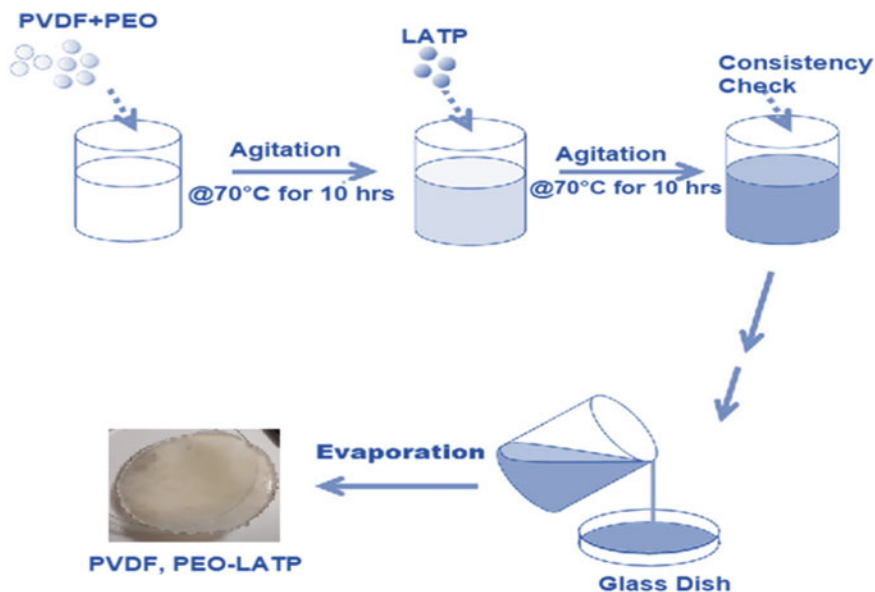 PVDF+PEO
LATP
Consistency
Check
Agitation
@70°C for 10 hrs
Agitation
@70°C for 10 hrs
Evaporation
PVDF, PEO-LATP
Glass Dish